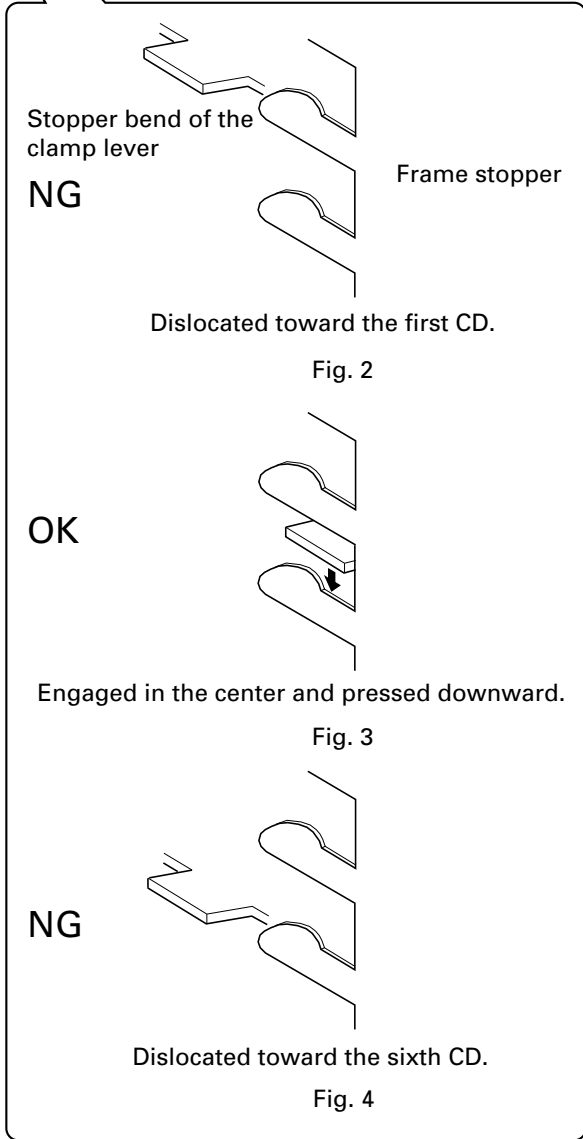 Stopper bend of the
clamp lever
Frame stopper
NG
Dislocated toward the first CD.
Fig. 2
OK
Engaged in the center and pressed downward.
Fig. 3
NG
Dislocated toward the sixth CD.
Fig. 4